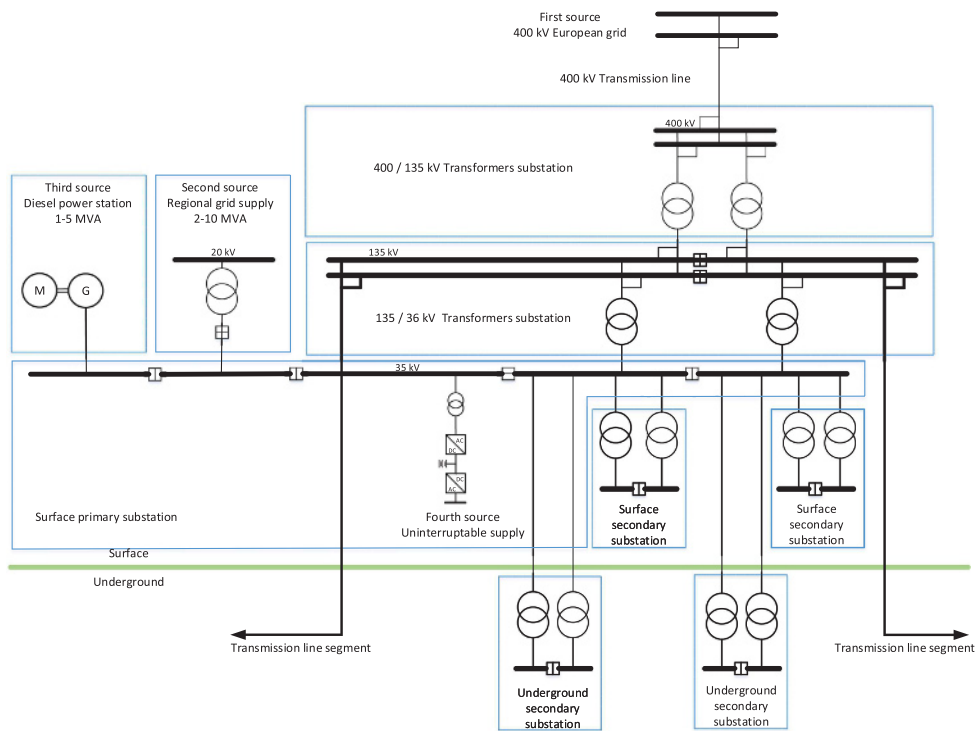 First source
400 kV European grid
400 kV Transmission line
400 kV
400 / 135 kV Transformers substation
Third source
Diesel power station
1-5 MVA
Second source
Regional grid supply
2-10 MVA
20 kV
135 kV
M
G
135 / 36 kV Transformers substation
35 kV
AC
DC
DC
AC
Surface primary substation
Fourth source
Uninterruptable supply
Surface
secondary
substation
Surface
secondary
substation
Surface
Underground
Transmission line segment
Transmission line segment
Underground
secondary
substation
Underground
secondary
substation